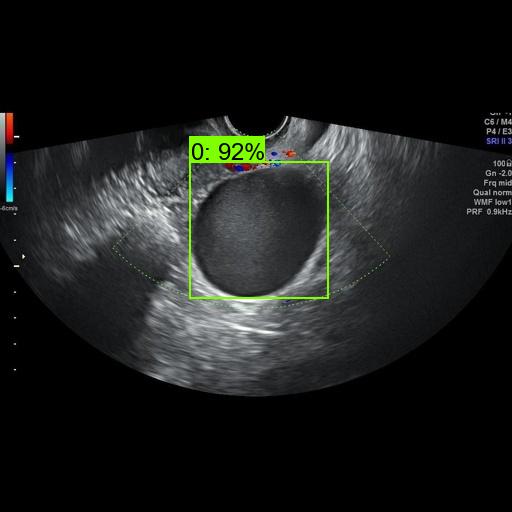 C6 / M4
P4 / E3
SRI II 3
0: 92%
Gn -2.0
Frq mid
Qual norm
WMF low1
PRF 0.9kHz
-6cm/s